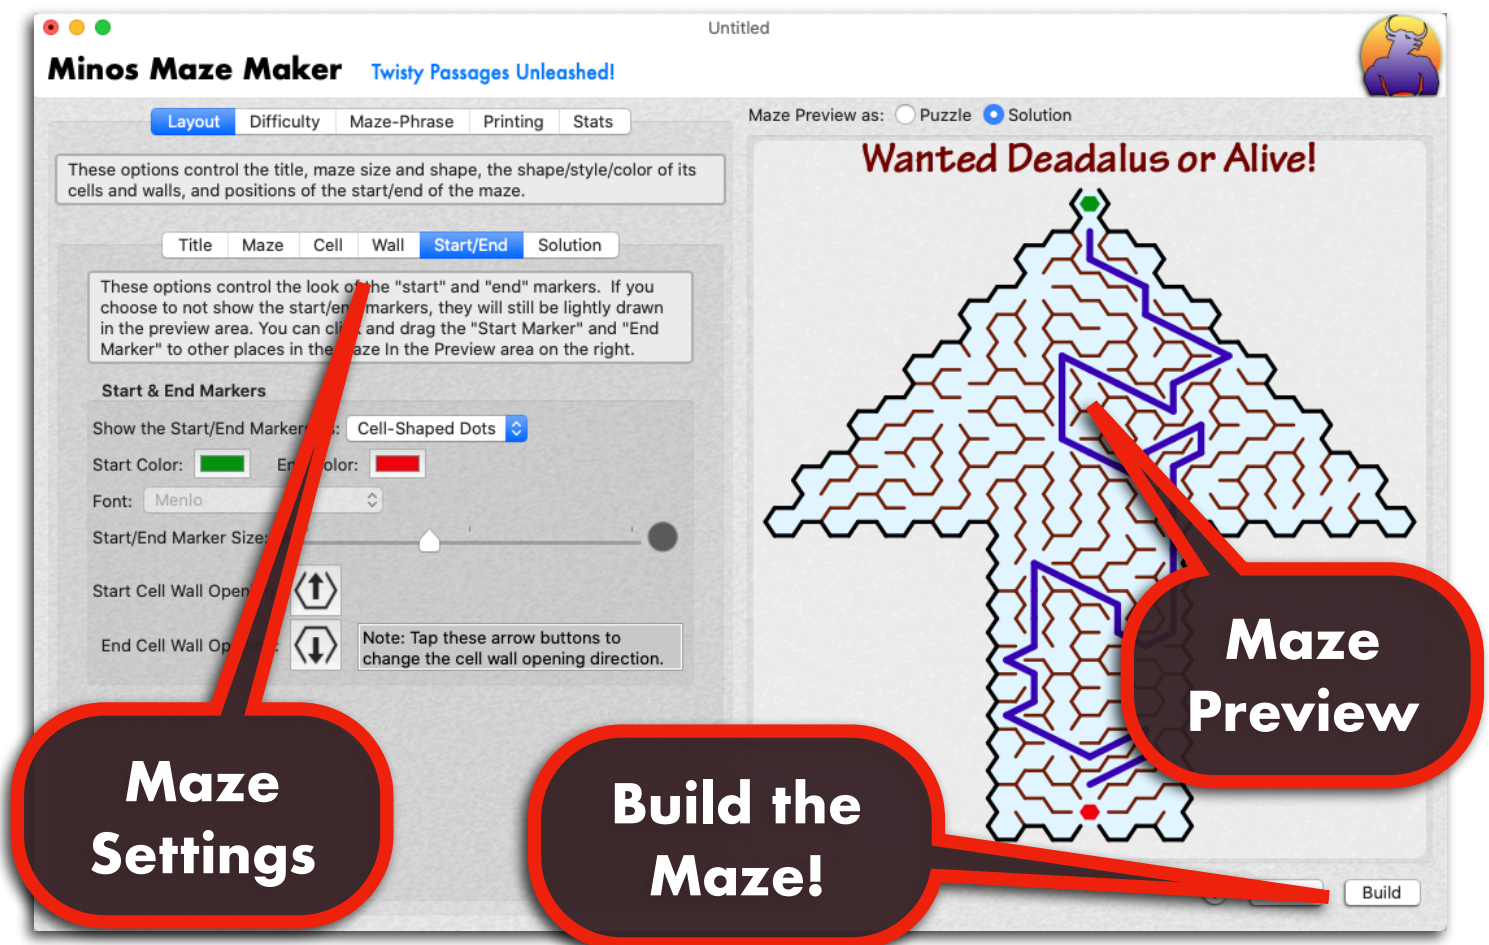 Untitled
Minos Maze Maker Twisty Passages Unleashed!
Layout Difficulty Maze-Phrase Printing Stats
Maze Preview as: Puzzle Solution
These options control the title, maze size and shape, the shape/style/color of its
cells and walls, and positions of the start/end of the maze.
Title Maze Cell Wall Start/End Solution
These options control the look of the "start" and "end" markers. If you
choose to not show the start/end markers, they will still be lightly drawn
in the preview area. You can click and drag the "Start Marker" and "End
Marker" to other places in the Maze In the Preview area on the right.
Start & End Markers
Show the Start/End Markers as: Cell-Shaped Dots
Start Color: End Color:
Font: Menlo
Start/End Marker Size:
Start Cell Wall Opening:
End Cell Wall Opening:
Note: Tap these arrow buttons to
change the cell wall opening direction.
Wanted Deadalus or Alive!
Maze
Preview
Maze
Settings
Build the
Maze!
Build